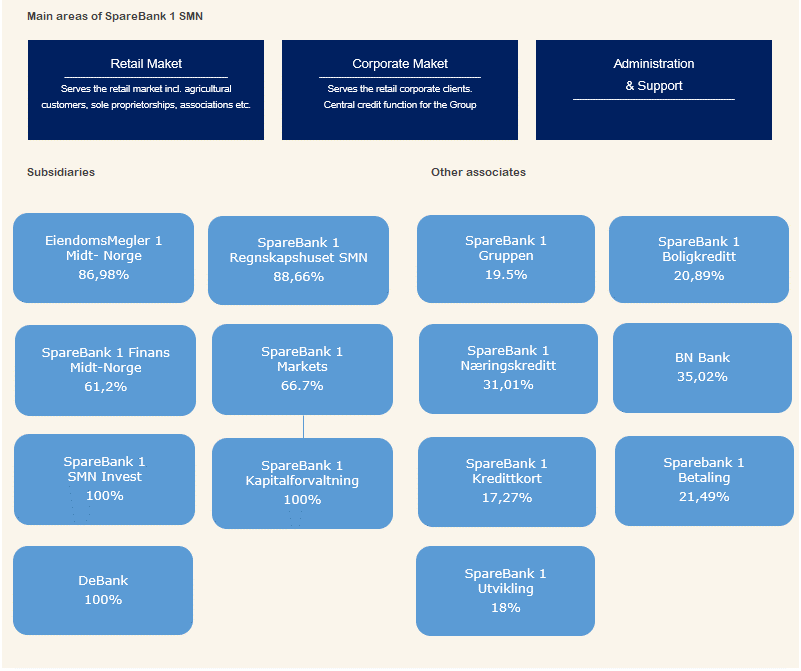 Main areas of SpareBank 1 SMN
Retail Maket
Serves the retail market incl. agricultural
customers, sole proprietorships, associations etc.
Corporate Maket
Serves the retail corporate clients.
Central credit function for the Group
Administration
& Support
Subsidiaries
EiendomsMegler 1
Midt- Norge
86,98%
SpareBank 1
Regnskapshuset SMN
88,66%
SpareBank 1 Finans
Midt-Norge
61,2%
SpareBank 1
Markets
66.7%
SpareBank 1
SMN Invest
100%
SpareBank 1
Kapitalforvaltning
100%
DeBank
100%
Other associates
SpareBank 1
Gruppen
19.5%
SpareBank 1
Boligkreditt
20,89%
SpareBank 1
Næringskreditt
31,01%
BN Bank
35,02%
SpareBank 1
Kredittkort
17,27%
Sparebank 1
Betaling
21,49%
SpareBank 1
Utvikling
18%